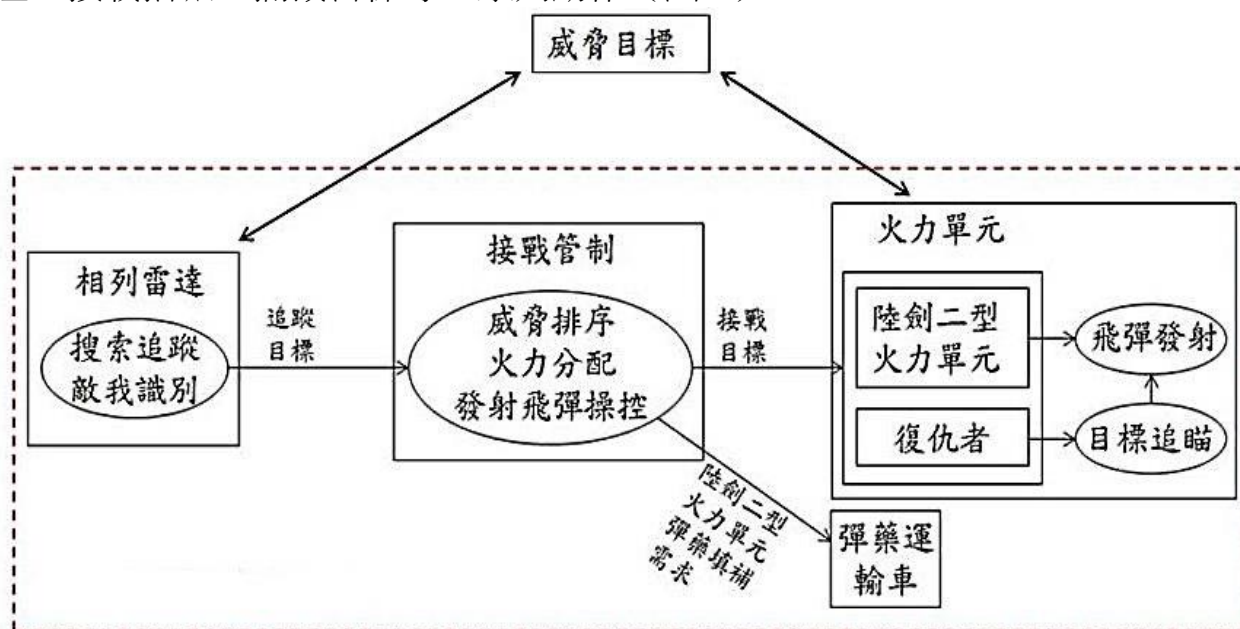 威脅目標
相列雷達
搜索追蹤
敵我識別
追蹤
目標
接戰管制
威脅排序
火力分配
發射飛彈操控
接戰
目標
火力單元
陸劍二型
火力單元
復仇者
飛彈發射
目標追瞄
陸劍二型
火力單元
彈藥填補
需求
彈藥運
輸車